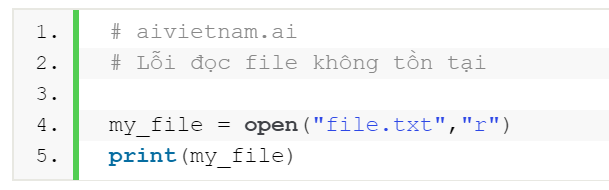 1. # aivietnam.ai
2. # Lỗi đọc file không tồn tại
3.
4. my_file = open("file.txt","r")
5. print(my_file)